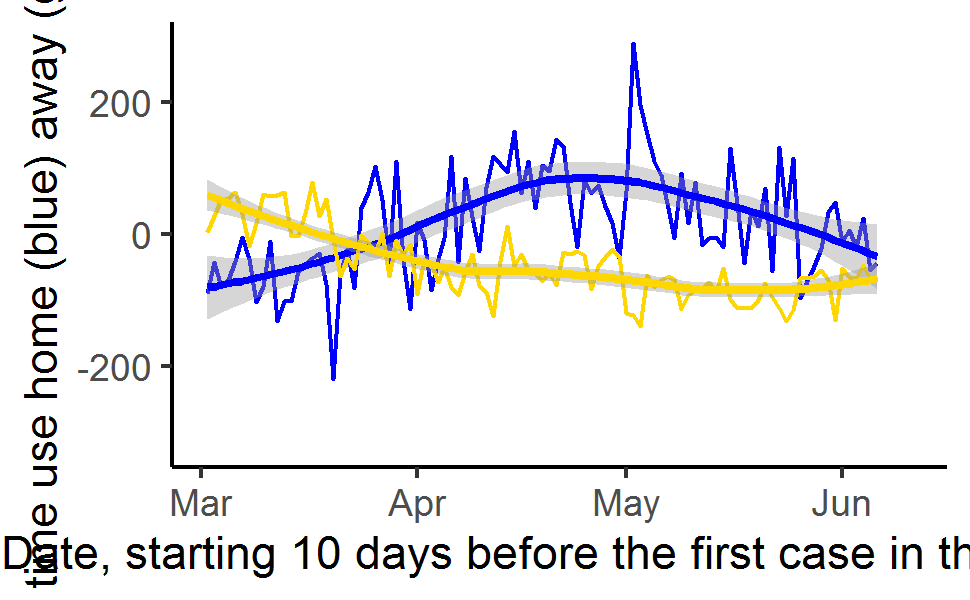 time use home (blue) away (
200
0
-200
Mar Apr May Jun
Date, starting 10 days before the first case in th